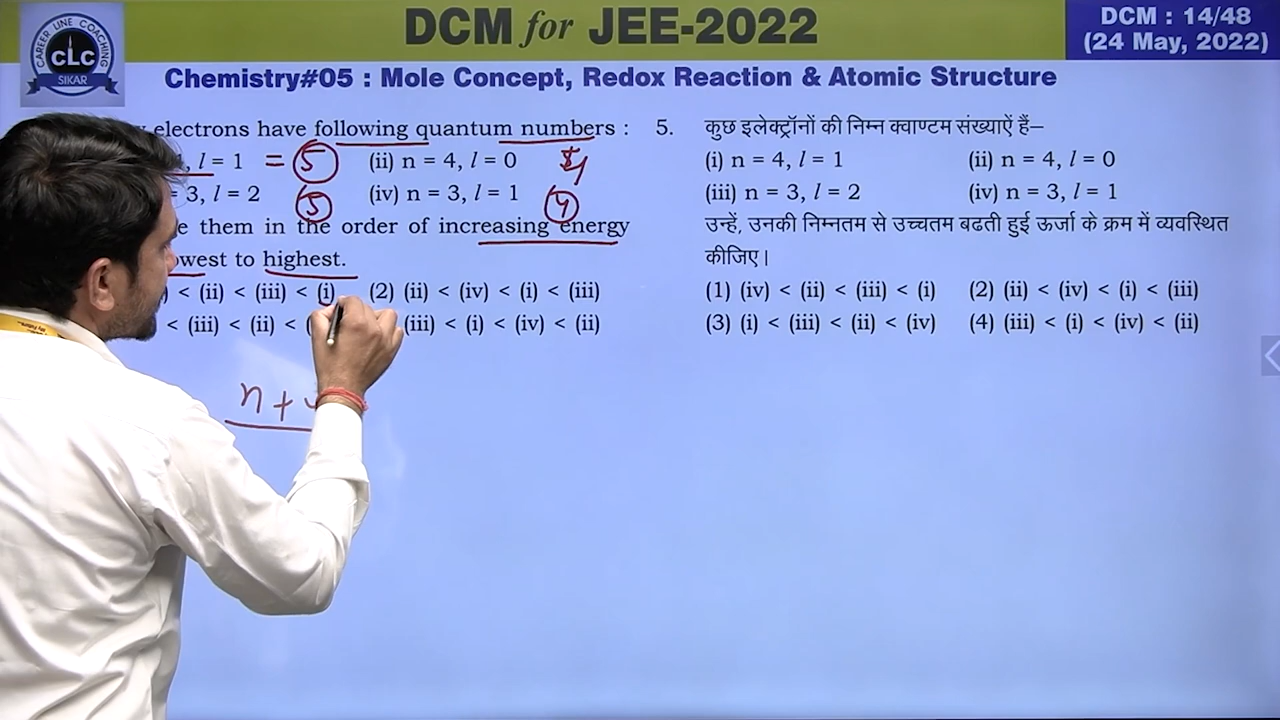 DCM for JEE-2022
DCM : 14/48
(24 May, 2022)
CAREER LINE COACHING
CLC
SIKAR
Chemistry#05 : Mole Concept, Redox Reaction & Atomic Structure
electrons have following quantum numbers :
, l = 1 = 5 (ii) n = 4, l = 0 4
= 3, l = 2 5 (iv) n = 3, l = 1 4
them in the order of increasing energy
to highest.
< (ii) < (iii) < (i) (2) (ii) < (iv) < (i) < (iii)
< (iii) < (ii) < ( (iii) < (i) < (iv) < (ii)
n +
5. कुछ इलेक्ट्रॉनों की निम्न क्वाण्टम संख्याऐं हैं–
(i) n = 4, l = 1 (ii) n = 4, l = 0
(iii) n = 3, l = 2 (iv) n = 3, l = 1
उन्हें, उनकी निम्नतम से उच्चतम बढती हुई ऊर्जा के क्रम में व्यवस्थित
कीजिए।
(1) (iv) < (ii) < (iii) < (i) (2) (ii) < (iv) < (i) < (iii)
(3) (i) < (iii) < (ii) < (iv) (4) (iii) < (i) < (iv) < (ii)